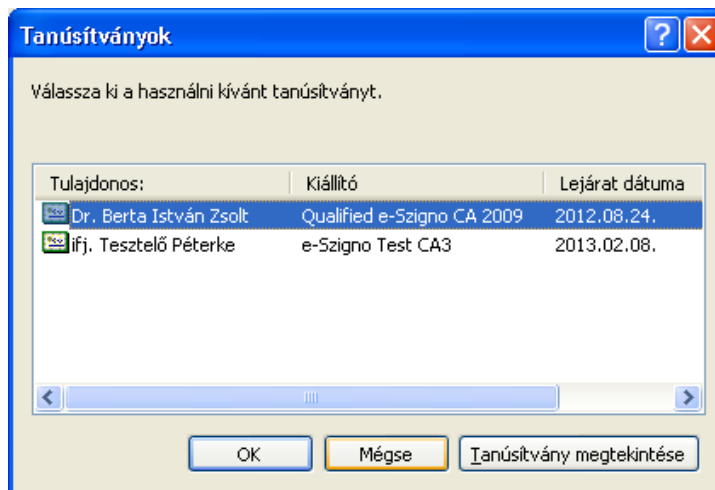 Tanúsítványok
Válassza ki a használni kívánt tanúsítványt.
Tulajdonos: Kiállító Lejárat dátuma
Dr. Berta István Zsolt Qualified e-Szigno CA 2009 2012.08.24.
ifj. Tesztelő Péterke e-Szigno Test CA3 2013.02.08.
OK Mégse Tanúsítvány megtekintése